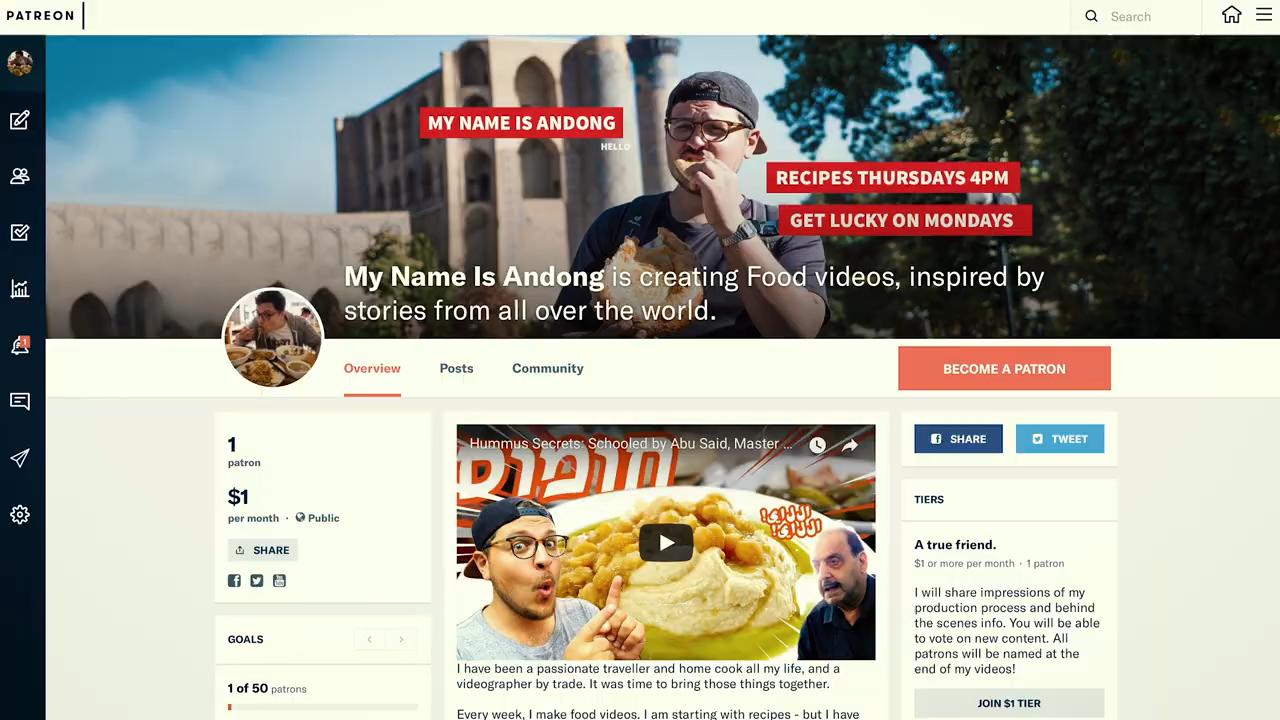 PATREON
Search
MY NAME IS ANDONG
HELLO
RECIPES THURSDAYS 4PM
GET LUCKY ON MONDAYS
My Name Is Andong is creating Food videos, inspired by
stories from all over the world.
Overview
Posts
Community
BECOME A PATRON
1
patron
$1
per month · Public
SHARE
GOALS
1 of 50 patrons
Hummus Secrets: Schooled by Abu Said, Master ...
I have been a passionate traveller and home cook all my life, and a
videographer by trade. It was time to bring those things together.
Every week, I make food videos. I am starting with recipes - but I have
SHARE
TWEET
TIERS
A true friend.
$1 or more per month · 1 patron
I will share impressions of my
production process and behind
the scenes info. You will be able
to vote on new content. All
patrons will be named at the
end of my videos!
JOIN $1 TIER